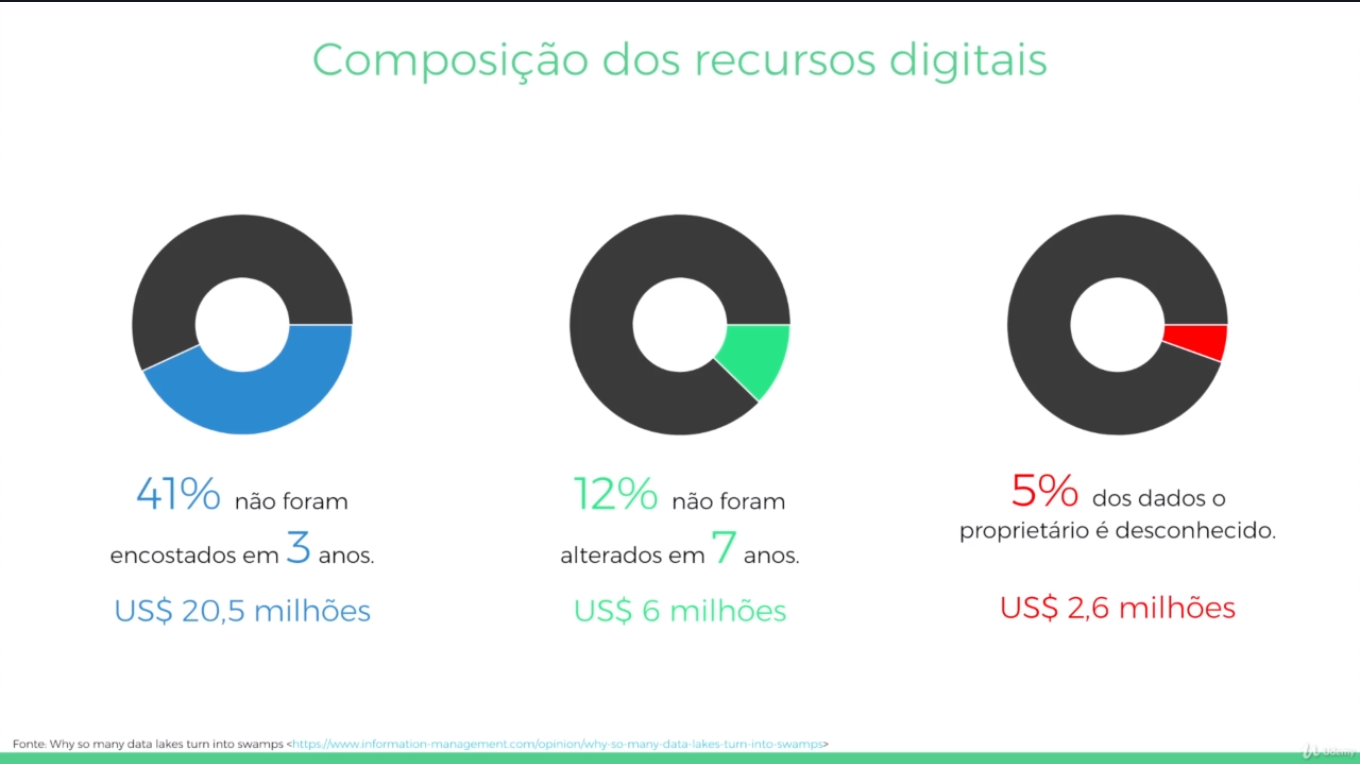 Composição dos recursos digitais
41% não foram
encostados em 3 anos.
US$ 20,5 milhões
12% não foram
alterados em 7 anos.
US$ 6 milhões
5% dos dados o
proprietário é desconhecido.
US$ 2,6 milhões
Fonte: Why so many data lakes turn into swamps <https://www.information-management.com/opinion/why-so-many-data-lakes-turn-into-swamps>
Udemy